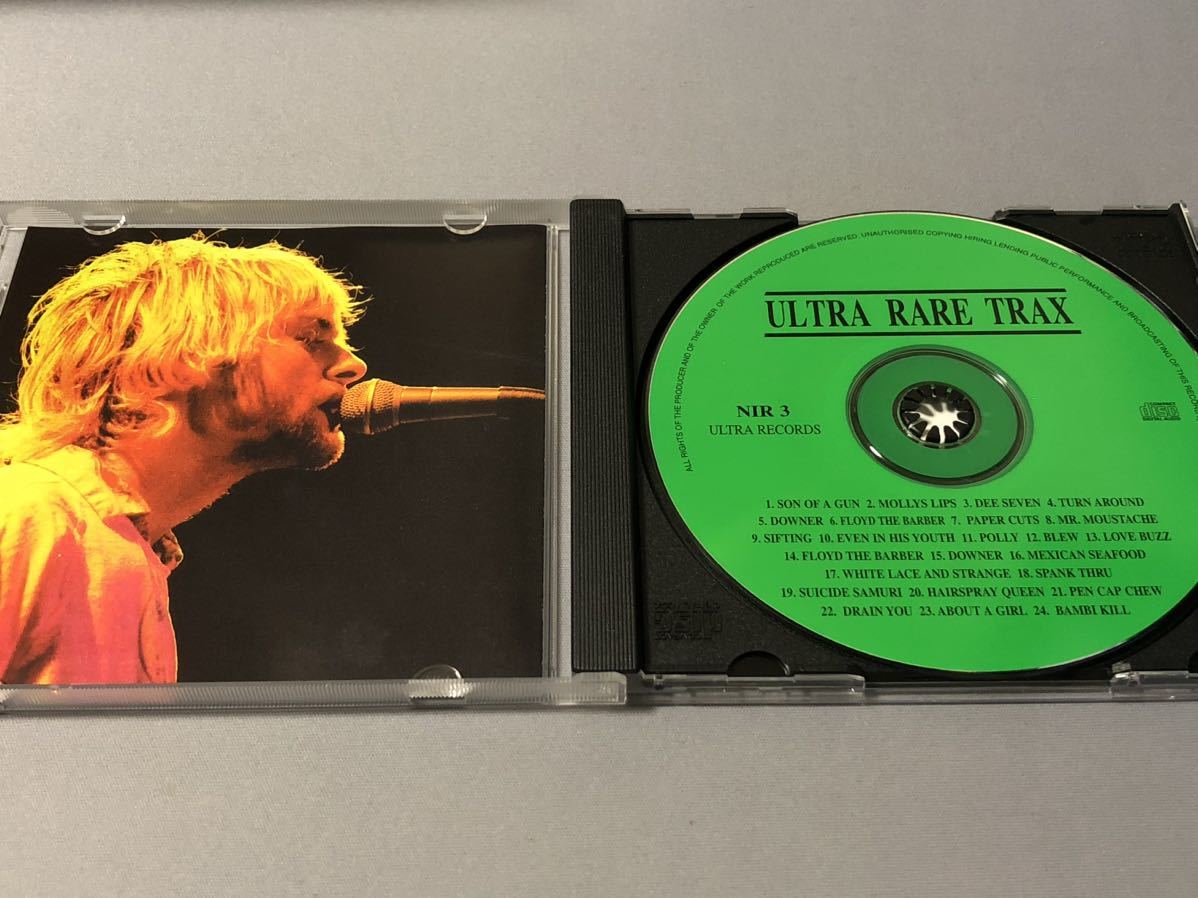 ALL RIGHTS OF THE PRODUCER AND OF THE OWNER OF THE WORK REPRODUCED ARE RESERVED. UNAUTHORISED COPYING HIRING LENDING PUBLIC PERFORMANCE AND BROADCASTING OF THIS RECOR
ULTRA RARE TRAX
NIR 3
ULTRA RECORDS
COMPACT
disc
DIGITAL AUDIO
1. SON OF A GUN 2. MOLLYS LIPS 3. DEE SEVEN 4. TURN AROUND
5. DOWNER 6. FLOYD THE BARBER 7. PAPER CUTS 8. MR. MOUSTACHE
9. SIFTING 10. EVEN IN HIS YOUTH 11. POLLY 12. BLEW 13. LOVE BUZZ
14. FLOYD THE BARBER 15. DOWNER 16. MEXICAN SEAFOOD
17. WHITE LACE AND STRANGE 18. SPANK THRU
19. SUICIDE SAMURI 20. HAIRSPRAY QUEEN 21. PEN CAP CHEW
22. DRAIN YOU 23. ABOUT A GIRL 24. BAMBI KILL